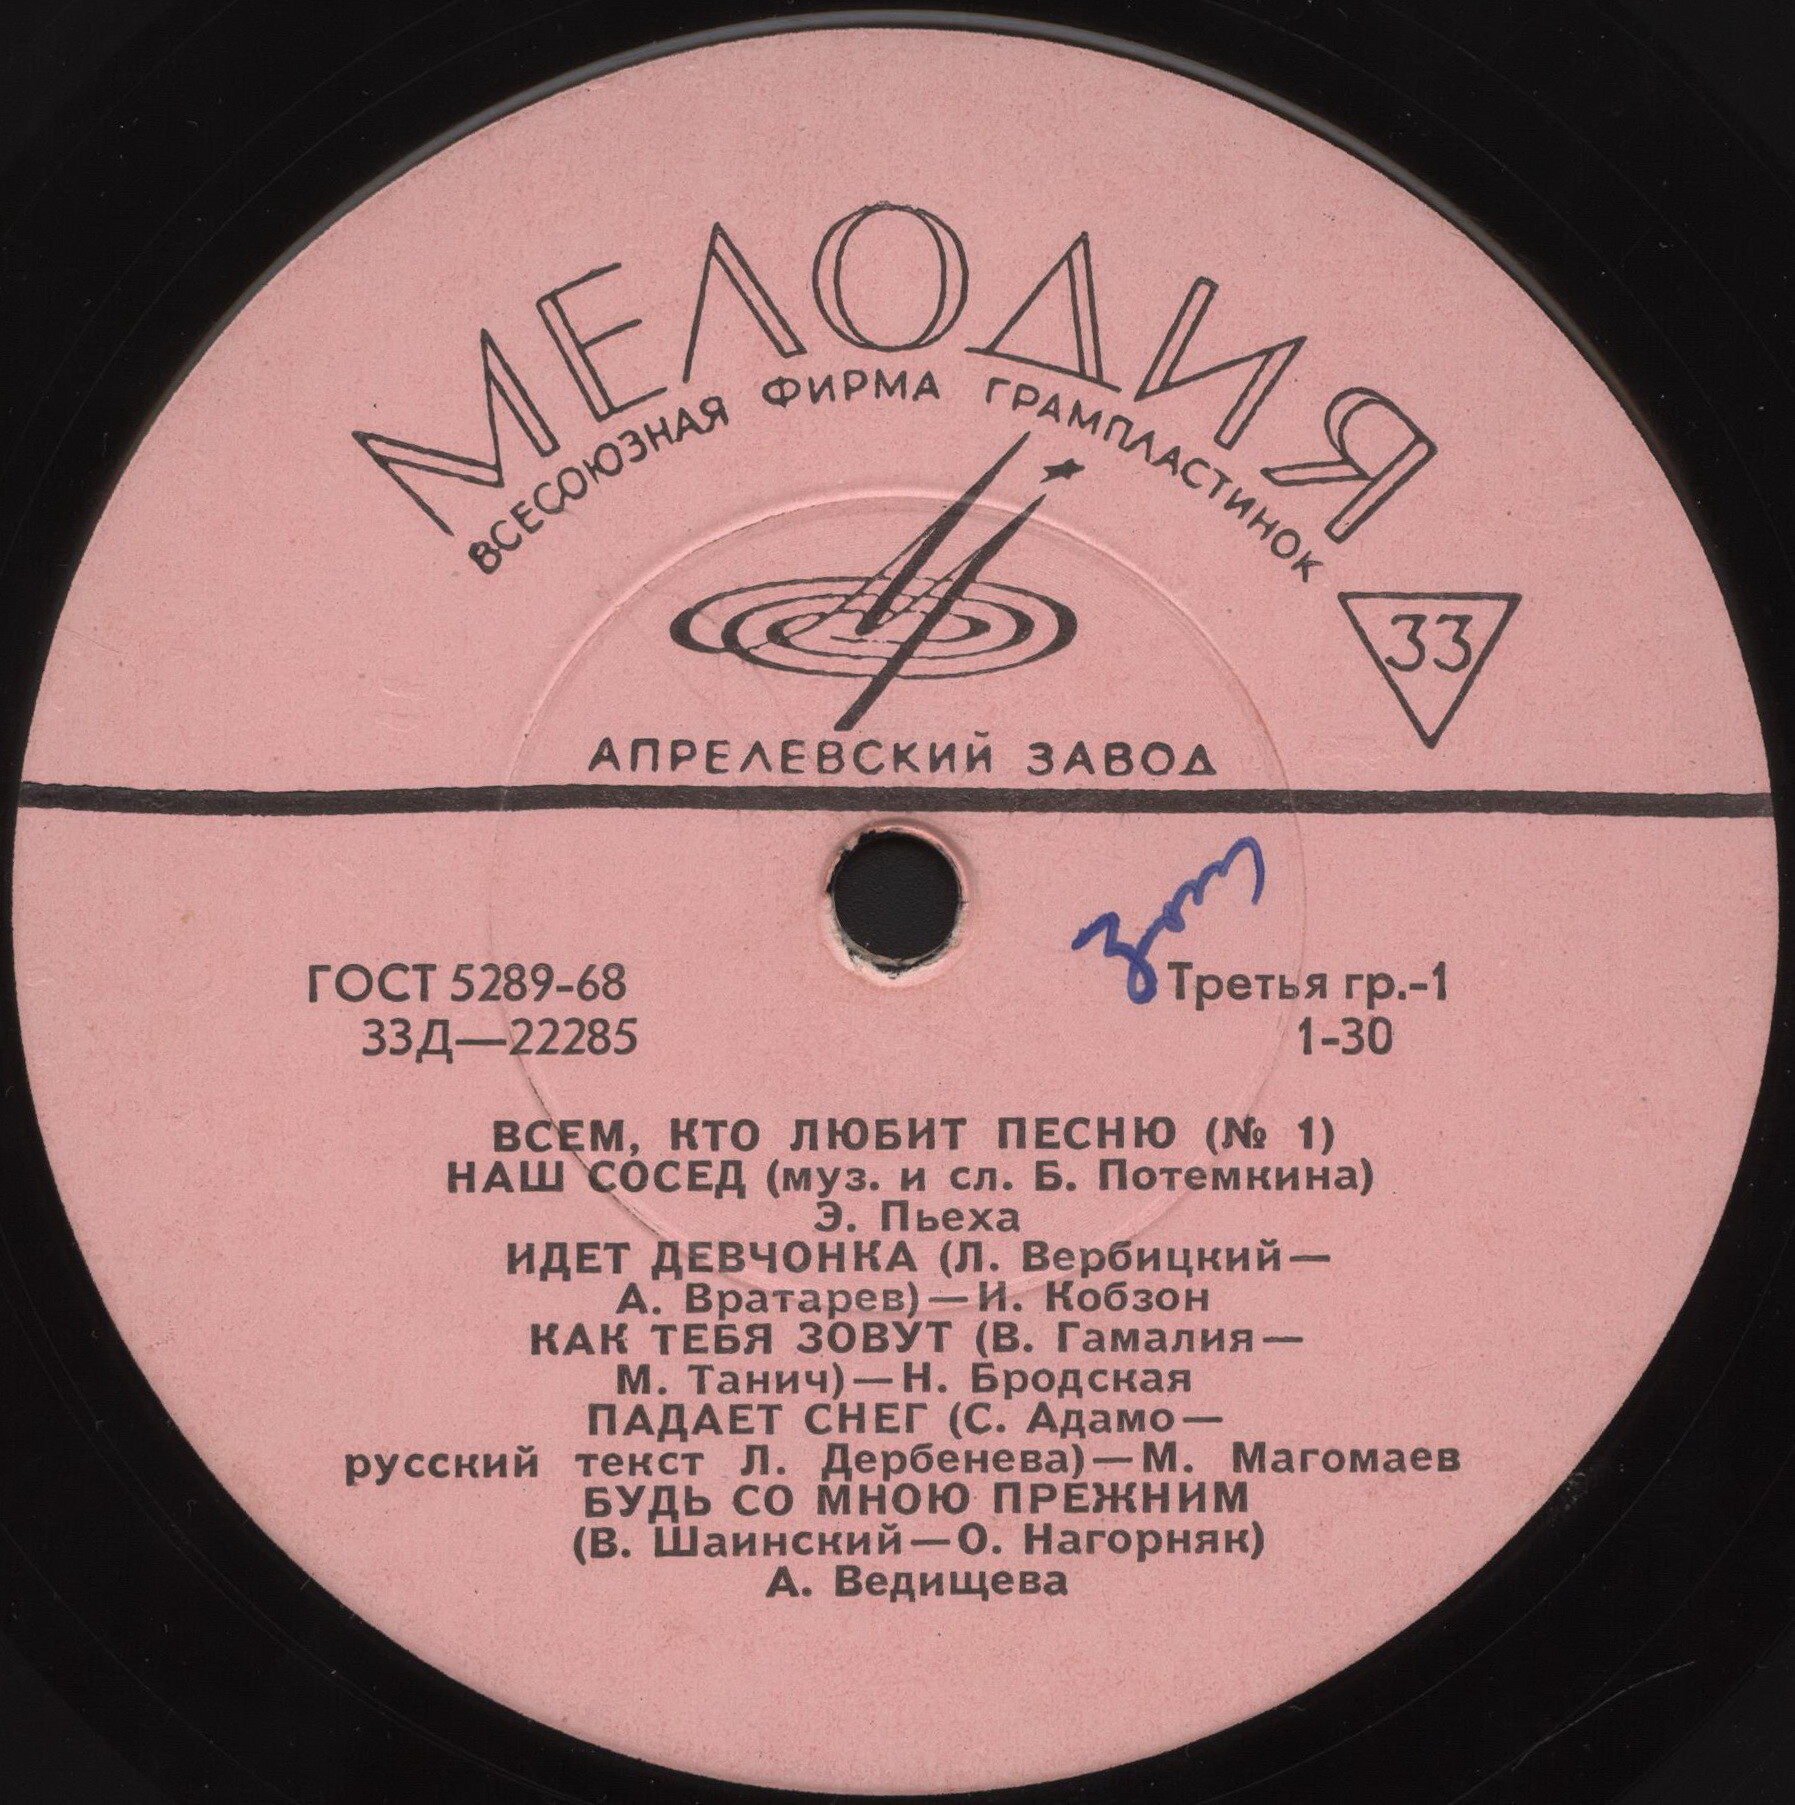 МЕЛОДИЯ
ВСЕСОЮЗНАЯ ФИРМА ГРАМПЛАСТИНОК
33
АПРЕЛЕВСКИЙ ЗАВОД
ГОСТ 5289-68
Третья гр.-1
33Д—22285
1-30
ВСЕМ, КТО ЛЮБИТ ПЕСНЮ (№ 1)
НАШ СОСЕД (муз. и сл. Б. Потемкина)
Э. Пьеха
ИДЕТ ДЕВЧОНКА (Л. Вербицкий—
А. Вратарев)—И. Кобзон
КАК ТЕБЯ ЗОВУТ (В. Гамалия—
М. Танич)—Н. Бродская
ПАДАЕТ СНЕГ (С. Адамо—
русский текст Л. Дербенева)—М. Магомаев
БУДЬ СО МНОЮ ПРЕЖНИМ
(В. Шаинский—О. Нагорняк)
А. Ведищева